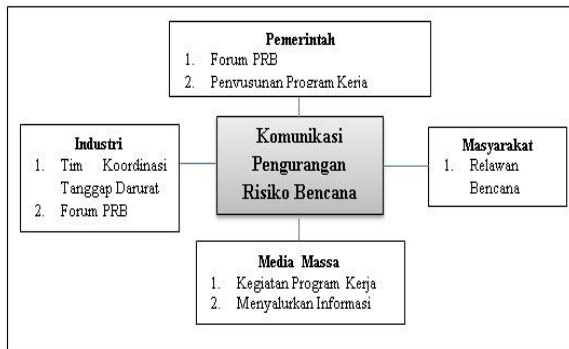 Pemerintah
1. Forum PRB
2. Penyusunan Program Kerja
Industri
1. Tim Koordinasi
Tanggap Darurat
2. Forum PRB
Komunikasi
Pengurangan
Risiko Bencana
Masyarakat
1. Relawan
Bencana
Media Massa
1. Kegiatan Program Kerja
2. Menyalurkan Informasi